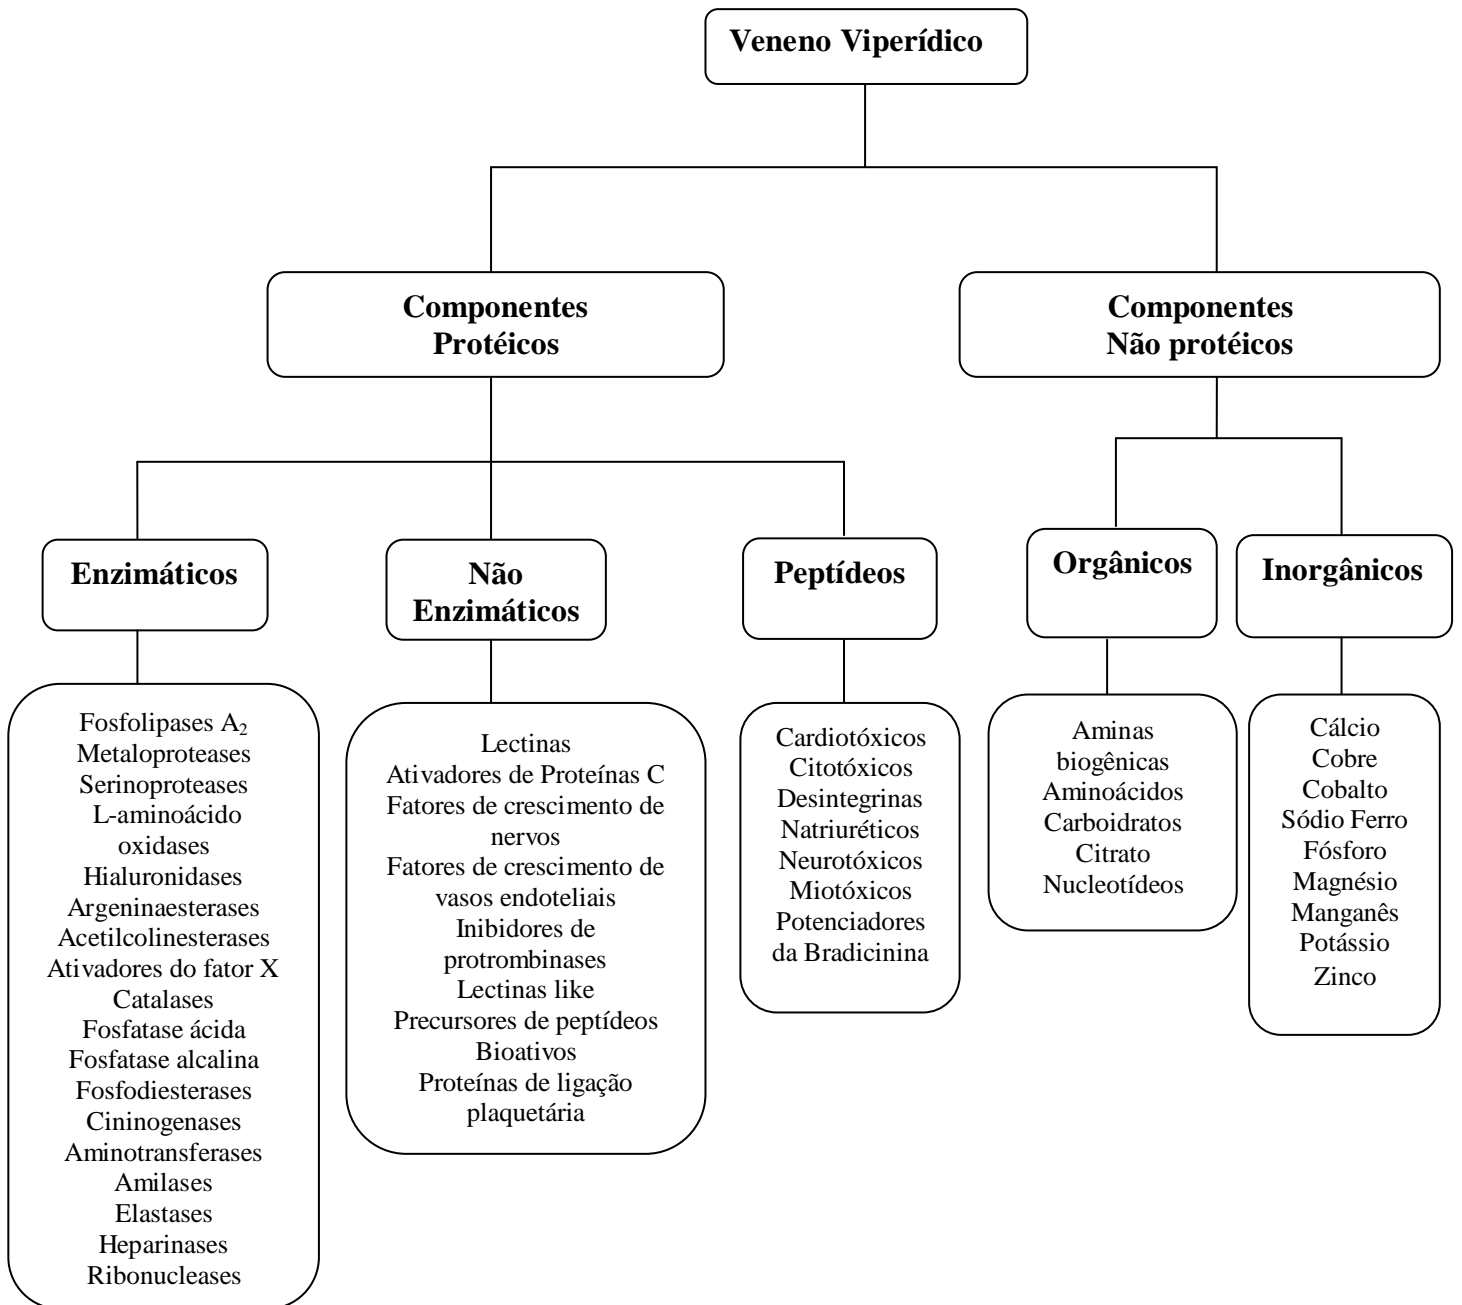 Veneno Viperídico
Componentes
Protéicos
Componentes
Não protéicos
Enzimáticos
Não
Enzimáticos
Peptídeos
Orgânicos
Inorgânicos
Fosfolipases A₂
Metaloproteases
Serinoproteases
L-aminoácido
oxidases
Hialuronidases
Argeninaesterases
Acetilcolinesterases
Ativadores do fator X
Catalases
Fosfatase ácida
Fosfatase alcalina
Fosfodiesterases
Cininogenases
Aminotransferases
Amilases
Elastases
Heparinases
Ribonucleases
Lectinas
Ativadores de Proteínas C
Fatores de crescimento de
nervos
Fatores de crescimento de
vasos endoteliais
Inibidores de
protrombinases
Lectinas like
Precursores de peptídeos
Bioativos
Proteínas de ligação
plaquetária
Cardiotóxicos
Citotóxicos
Desintegrinas
Natriuréticos
Neurotóxicos
Miotóxicos
Potenciadores
da Bradicinina
Aminas
biogênicas
Aminoácidos
Carboidratos
Citrato
Nucleotídeos
Cálcio
Cobre
Cobalto
Sódio Ferro
Fósforo
Magnésio
Manganês
Potássio
Zinco